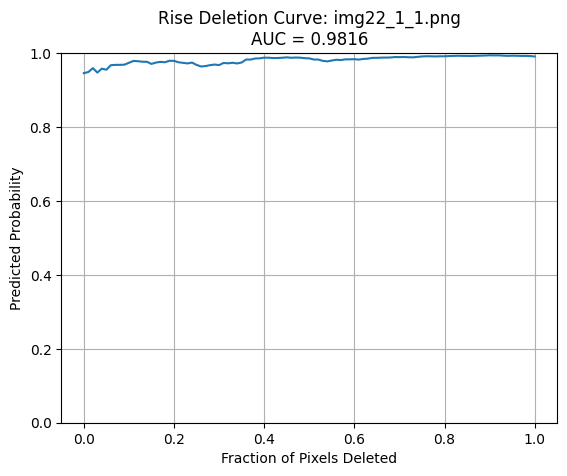 Rise Deletion Curve: img22_1_1.png
AUC = 0.9816
Predicted Probability
1.0
0.8
0.6
0.4
0.2
0.0
0.0 0.2 0.4 0.6 0.8 1.0
Fraction of Pixels Deleted